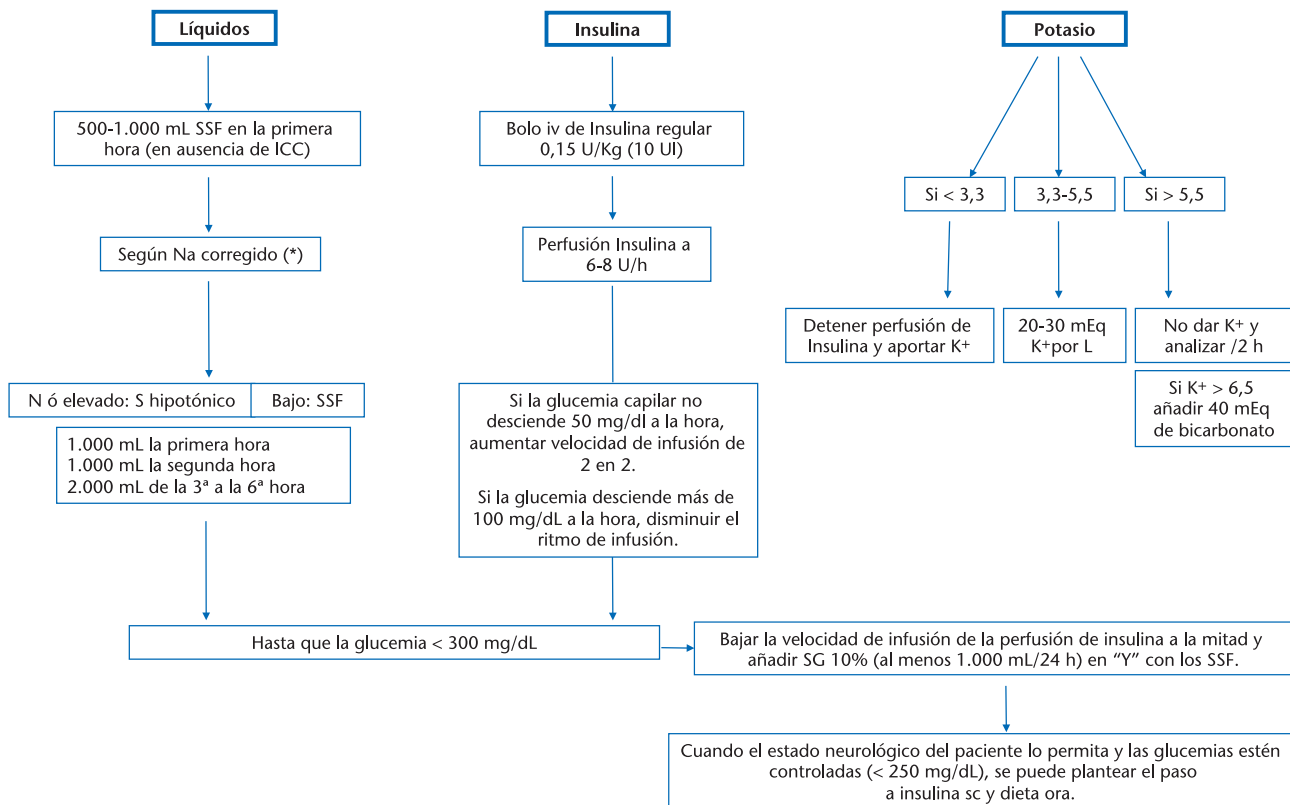 Líquidos
500-1.000 mL SSF en la primera
hora (en ausencia de ICC)
Según Na corregido (*)
N ó elevado: S hipotónico
Bajo: SSF
1.000 mL la primera hora
1.000 mL la segunda hora
2.000 mL de la 3ª a la 6ª hora
Insulina
Bolo iv de Insulina regular
0,15 U/Kg (10 UI)
Perfusión Insulina a
6-8 U/h
Si la glucemia capilar no
desciende 50 mg/dl a la hora,
aumentar velocidad de infusión de
2 en 2.
Si la glucemia desciende más de
100 mg/dL a la hora, disminuir el
ritmo de infusión.
Potasio
Si < 3,3
3,3-5,5
Si > 5,5
Detener perfusión de
Insulina y aportar K+
20-30 mEq
K+por L
No dar K+ y
analizar /2 h
Si K+ > 6,5
añadir 40 mEq
de bicarbonato
Hasta que la glucemia < 300 mg/dL
Bajar la velocidad de infusión de la perfusión de insulina a la mitad y
añadir SG 10% (al menos 1.000 mL/24 h) en “Y” con los SSF.
Cuando el estado neurológico del paciente lo permita y las glucemias estén
controladas (< 250 mg/dL), se puede plantear el paso
a insulina sc y dieta ora.